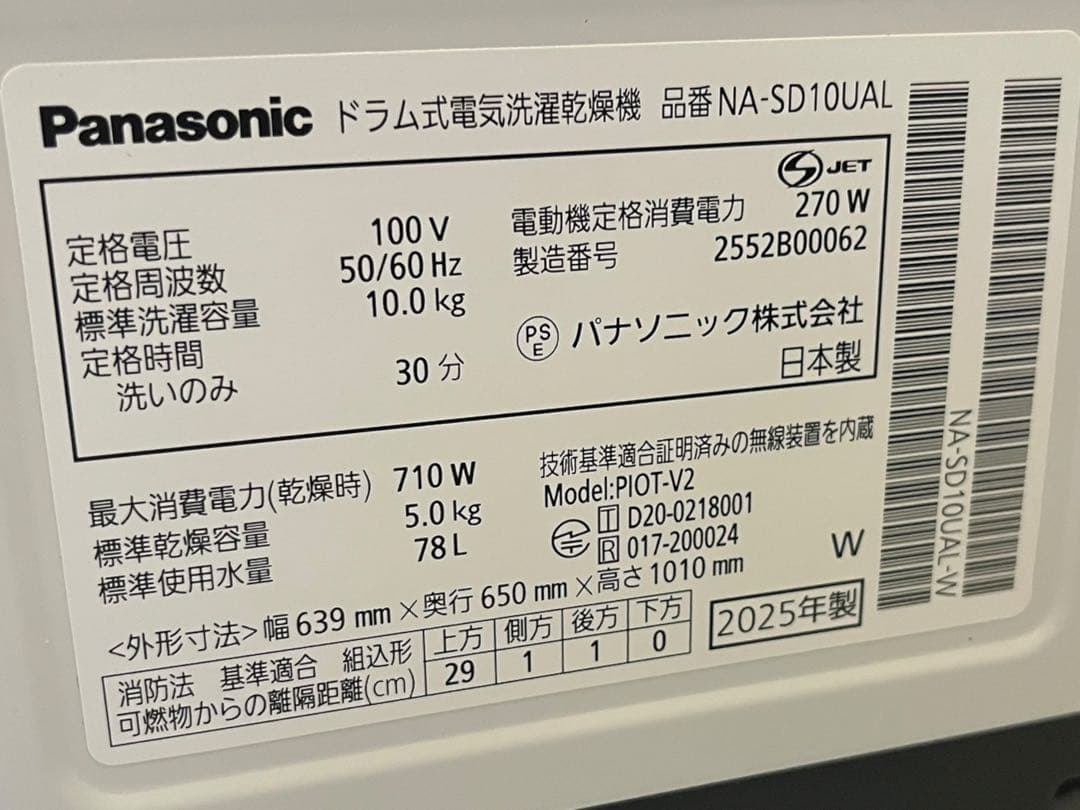 Panasonic ドラム式電気洗濯乾燥機 品番 NA-SD10UAL
S JET
定格電圧 100 V
定格周波数 50/60 Hz
標準洗濯容量 10.0 kg
定格時間
洗いのみ 30 分
電動機定格消費電力 270 W
製造番号 2552B00062
PS E パナソニック株式会社
日本製
最大消費電力(乾燥時) 710 W
標準乾燥容量 5.0 kg
標準使用水量 78 L
技術基準適合証明済みの無線装置を内蔵
Model:PIOT-V2
T D20-0218001
R 017-200024
W
<外形寸法> 幅 639 mm × 奥行 650 mm × 高さ 1010 mm
消防法 基準適合 組込形 上方 側方 後方 下方
可燃物からの離隔距離(cm) 29 1 1 0
2025年製
NA-SD10UAL-W